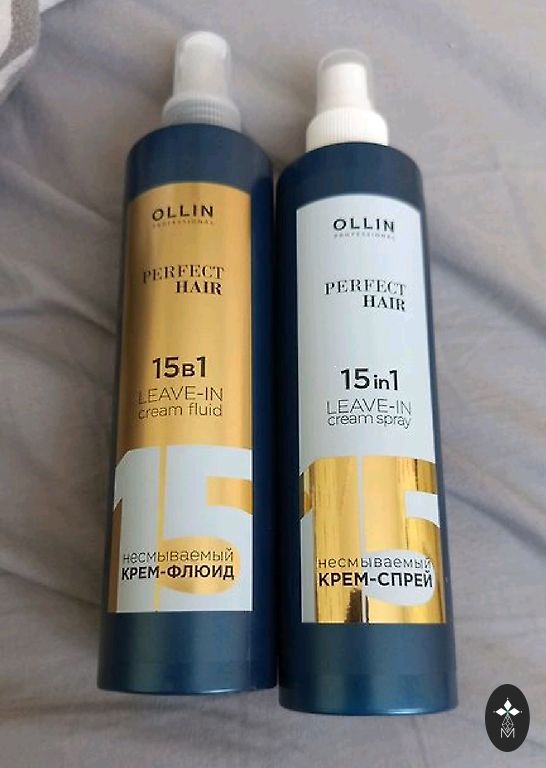 OLLIN
PROFESSIONAL
PERFECT
HAIR
15в1
LEAVE-IN
cream fluid
15
несмываемый
КРЕМ-ФЛЮИД
OLLIN
PROFESSIONAL
PERFECT
HAIR
15in1
LEAVE-IN
cream spray
15
несмываемый
КРЕМ-СПРЕЙ